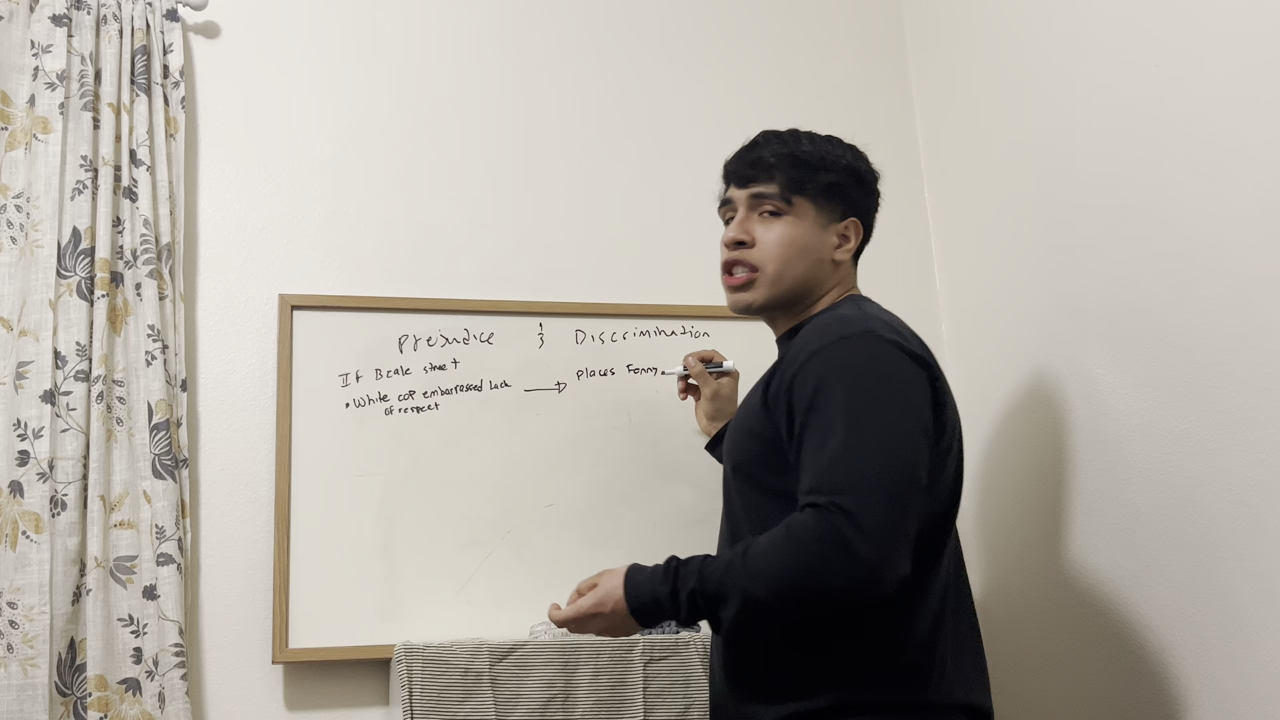 Prejudice & Discrimination
If Beale street
• White cop embarrassed Lack
of respect
→ places Fonny